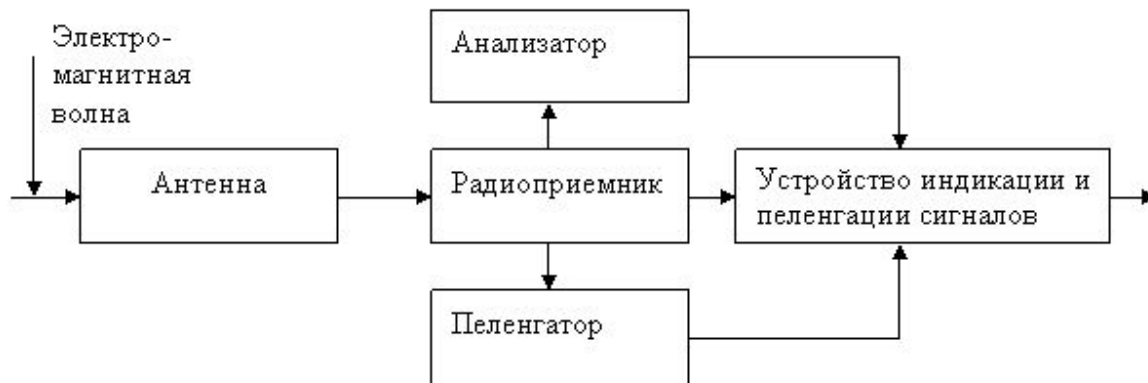 Электро-
магнитная
волна
Анализатор
Антенна
Радиоприемник
Устройство индикации и
пеленгации сигналов
Пеленгатор